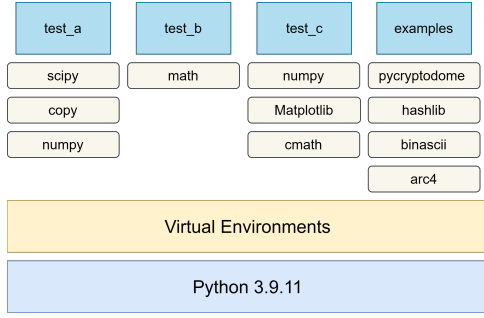 test_a
test_b
test_c
examples
scipy
math
numpy
pycryptodome
copy
Matplotlib
hashlib
numpy
cmath
binascii
arc4
Virtual Environments
Python 3.9.11